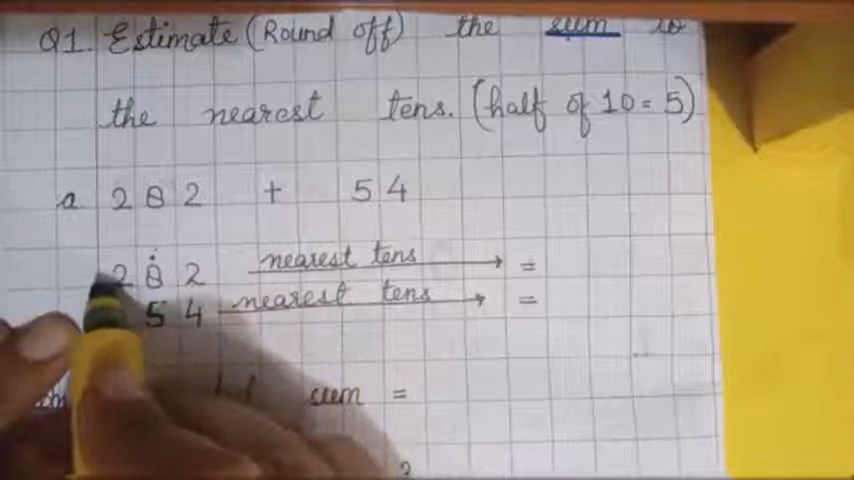 Q1. Estimate (Round off) the sum to
the nearest tens. (half of 10 = 5)
a 282 + 54
282 nearest tens =
54 nearest tens =
sum =